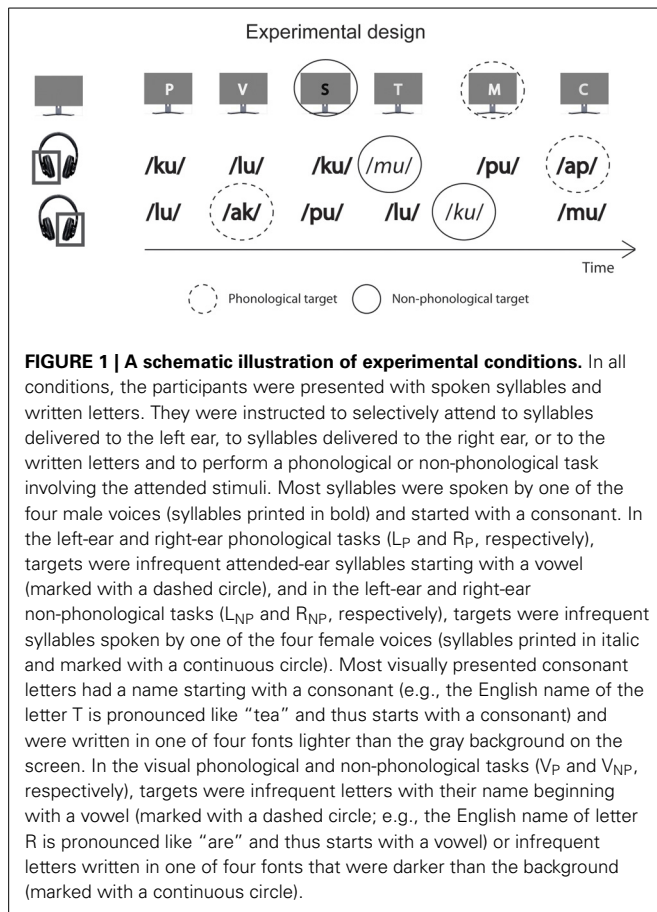 Experimental design
P V S T M C
/ku/ /lu/ /ku/ /mu/ /pu/ /ap/
/lu/ /ak/ /pu/ /lu/ /ku/ /mu/
Time
Phonological target Non-phonological target
FIGURE 1 | A schematic illustration of experimental conditions. In all
conditions, the participants were presented with spoken syllables and
written letters. They were instructed to selectively attend to syllables
delivered to the left ear, to syllables delivered to the right ear, or to the
written letters and to perform a phonological or non-phonological task
involving the attended stimuli. Most syllables were spoken by one of the
four male voices (syllables printed in bold) and started with a consonant. In
the left-ear and right-ear phonological tasks (LP and RP, respectively),
targets were infrequent attended-ear syllables starting with a vowel
(marked with a dashed circle), and in the left-ear and right-ear
non-phonological tasks (LNP and RNP, respectively), targets were infrequent
syllables spoken by one of the four female voices (syllables printed in italic
and marked with a continuous circle). Most visually presented consonant
letters had a name starting with a consonant (e.g., the English name of the
letter T is pronounced like “tea” and thus starts with a consonant) and
were written in one of four fonts lighter than the gray background on the
screen. In the visual phonological and non-phonological tasks (VP and VNP,
respectively), targets were infrequent letters with their name beginning
with a vowel (marked with a dashed circle; e.g., the English name of letter
R is pronounced like “are” and thus starts with a vowel) or infrequent
letters written in one of four fonts that were darker than the background
(marked with a continuous circle).